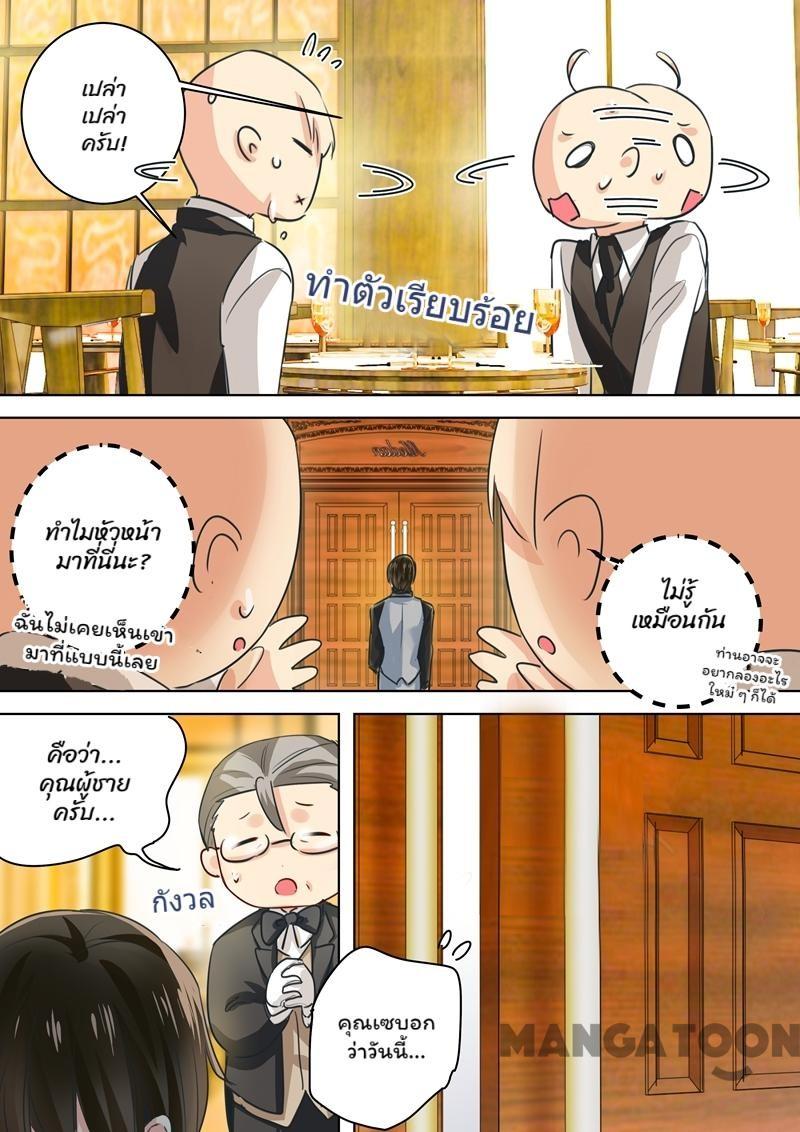 เปล่า
เปล่า
ครับ!
ทำตัวเรียบร้อย
ทำไมหัวหน้า
มาที่นี่นะ?
ฉันไม่เคยเห็นเขา
มาที่แบบนี้เลย
ไม่รู้
เหมือนกัน
ท่านอาจจะ
อยากลองอะไร
ใหม่ ๆ ก็ได้
คือว่า...
คุณผู้ชาย
ครับ...
กังวล
คุณเซบอก
ว่าวันนี้...
MANGATOON